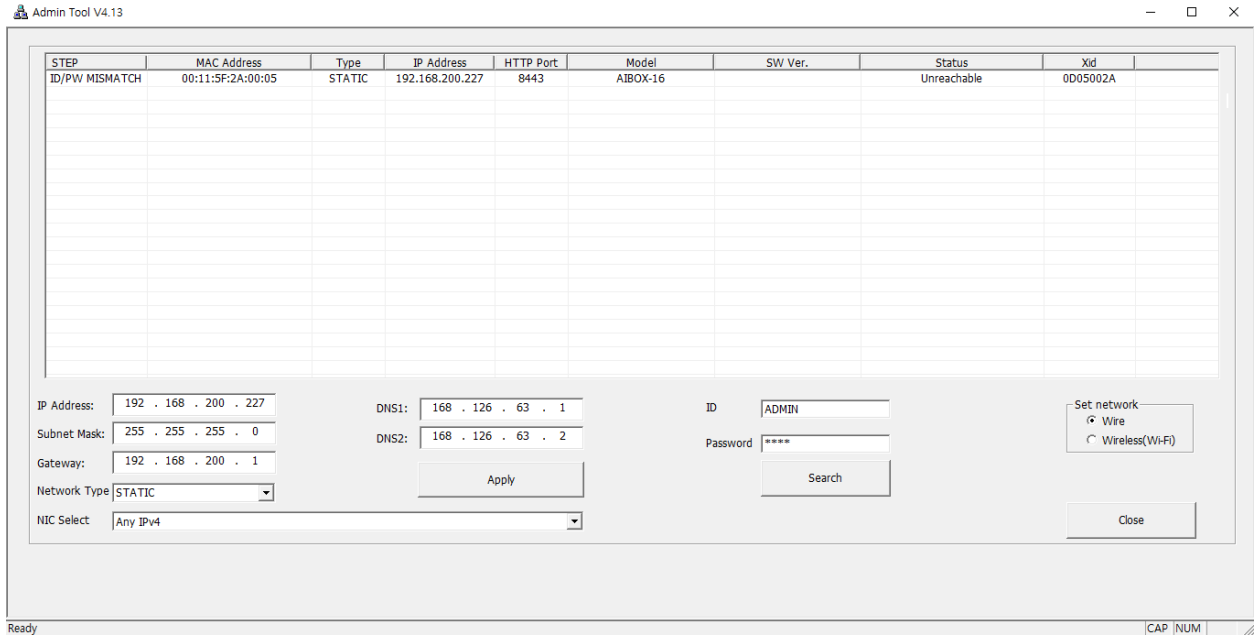 Admin Tool V4.13
STEP MAC Address Type IP Address HTTP Port Model SW Ver. Status Xid
ID/PW MISMATCH 00:11:5F:2A:00:05 STATIC 192.168.200.227 8443 AIBOX-16 Unreachable 0D05002A
IP Address: 192 . 168 . 200 . 227
Subnet Mask: 255 . 255 . 255 . 0
Gateway: 192 . 168 . 200 . 1
Network Type STATIC
NIC Select Any IPv4
DNS1: 168 . 126 . 63 . 1
DNS2: 168 . 126 . 63 . 2
Apply
ID ADMIN
Password ****
Search
Set network
Wire
Wireless(Wi-Fi)
Close
Ready CAP NUM